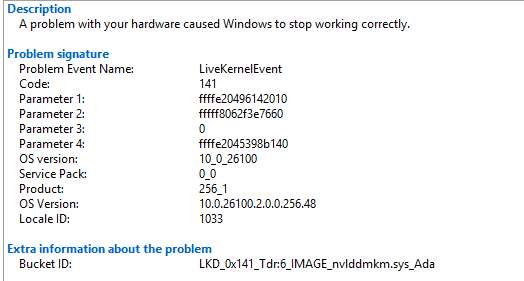 Description
A problem with your hardware caused Windows to stop working correctly.
Problem signature
Problem Event Name: LiveKernelEvent
Code: 141
Parameter 1: ffffe20496142010
Parameter 2: fffff8062f3e7660
Parameter 3: 0
Parameter 4: ffffe2045398b140
OS version: 10_0_26100
Service Pack: 0_0
Product: 256_1
OS Version: 10.0.26100.2.0.0.256.48
Locale ID: 1033
Extra information about the problem
Bucket ID: LKD_0x141_Tdr:6_IMAGE_nvlddmkm.sys_Ada